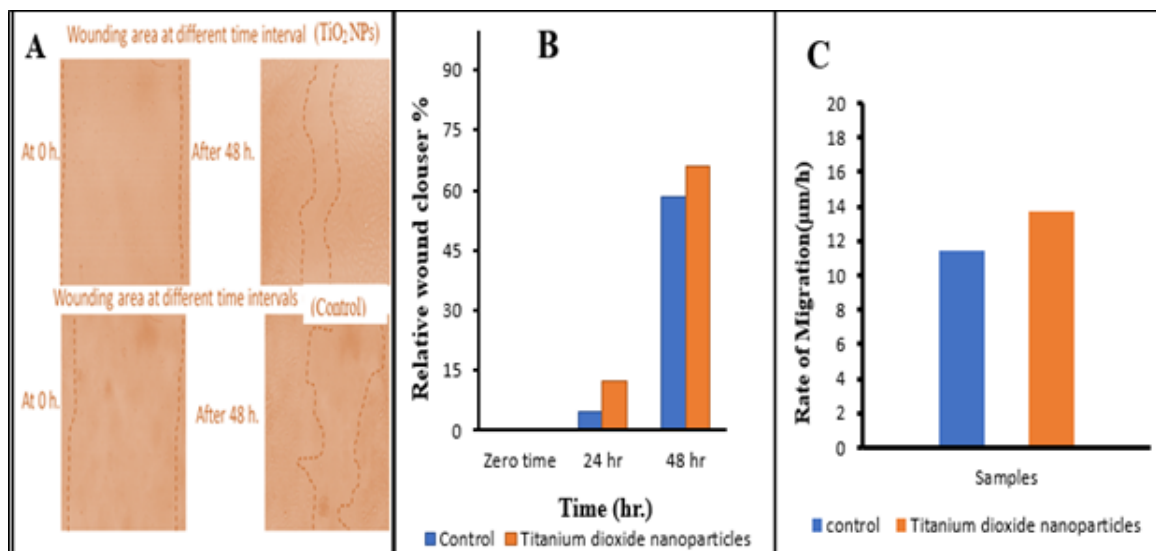 A
Wounding area at different time interval (TiO₂ NPs)
At 0 h.
After 48 h.
Wounding area at different time intervals (Control)
At 0 h.
After 48 h.
B
Relative wound clouser %
90
75
60
45
30
15
0
Zero time 24 hr 48 hr
Time (hr.)
Control Titanium dioxide nanoparticles
C
Rate of Migration(µm/h)
20
18
16
14
12
10
8
6
4
2
0
Samples
control Titanium dioxide nanoparticles